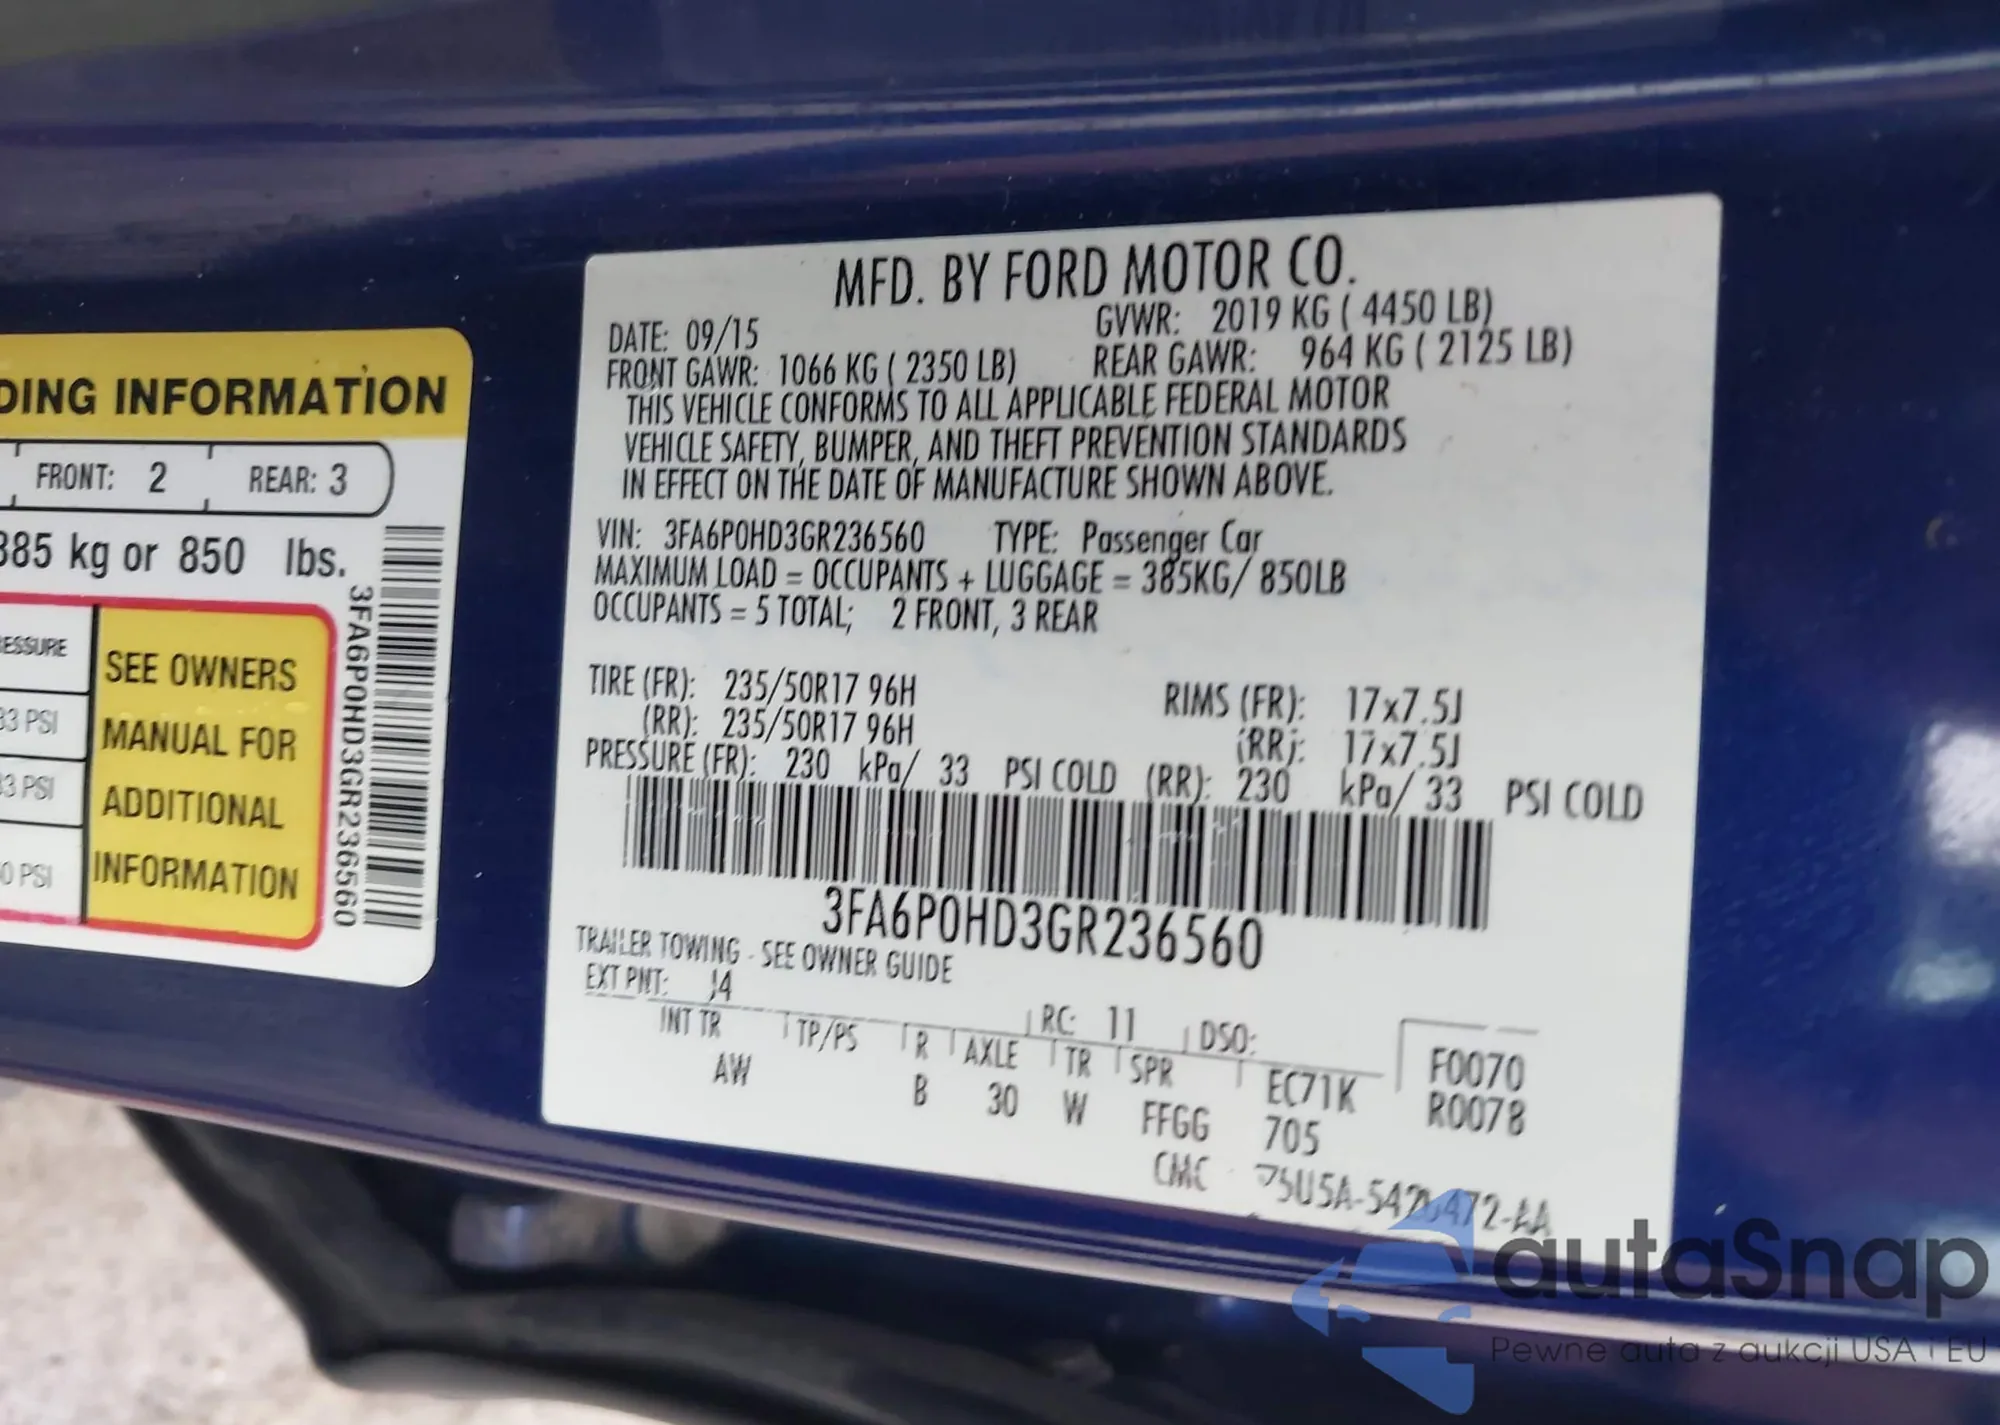 DING INFORMATION
FRONT: 2 REAR: 3
385 kg or 850 lbs.
ESSURE
33 PSI
33 PSI
0 PSI
SEE OWNERS
MANUAL FOR
ADDITIONAL
INFORMATION
3FA6P0HD3GR236560
MFD. BY FORD MOTOR CO.
DATE: 09/15 GVWR: 2019 KG ( 4450 LB)
FRONT GAWR: 1066 KG ( 2350 LB) REAR GAWR: 964 KG ( 2125 LB)
THIS VEHICLE CONFORMS TO ALL APPLICABLE FEDERAL MOTOR
VEHICLE SAFETY, BUMPER, AND THEFT PREVENTION STANDARDS
IN EFFECT ON THE DATE OF MANUFACTURE SHOWN ABOVE.
VIN: 3FA6P0HD3GR236560 TYPE: Passenger Car
MAXIMUM LOAD = OCCUPANTS + LUGGAGE = 385KG/ 850LB
OCCUPANTS = 5 TOTAL; 2 FRONT, 3 REAR
TIRE (FR): 235/50R17 96H RIMS (FR): 17x7.5J
(RR): 235/50R17 96H (RR): 17x7.5J
PRESSURE (FR): 230 kPa/ 33 PSI COLD (RR): 230 kPa/ 33 PSI COLD
3FA6P0HD3GR236560
TRAILER TOWING - SEE OWNER GUIDE
EXT PNT: J4 RC: 11 DSO:
INT TR TP/PS R AXLE TR SPR EC71K F0070
AW B 30 W FFGG 705 R0078
CMC
autaSnap
Pewne auta z aukcji USA i EU